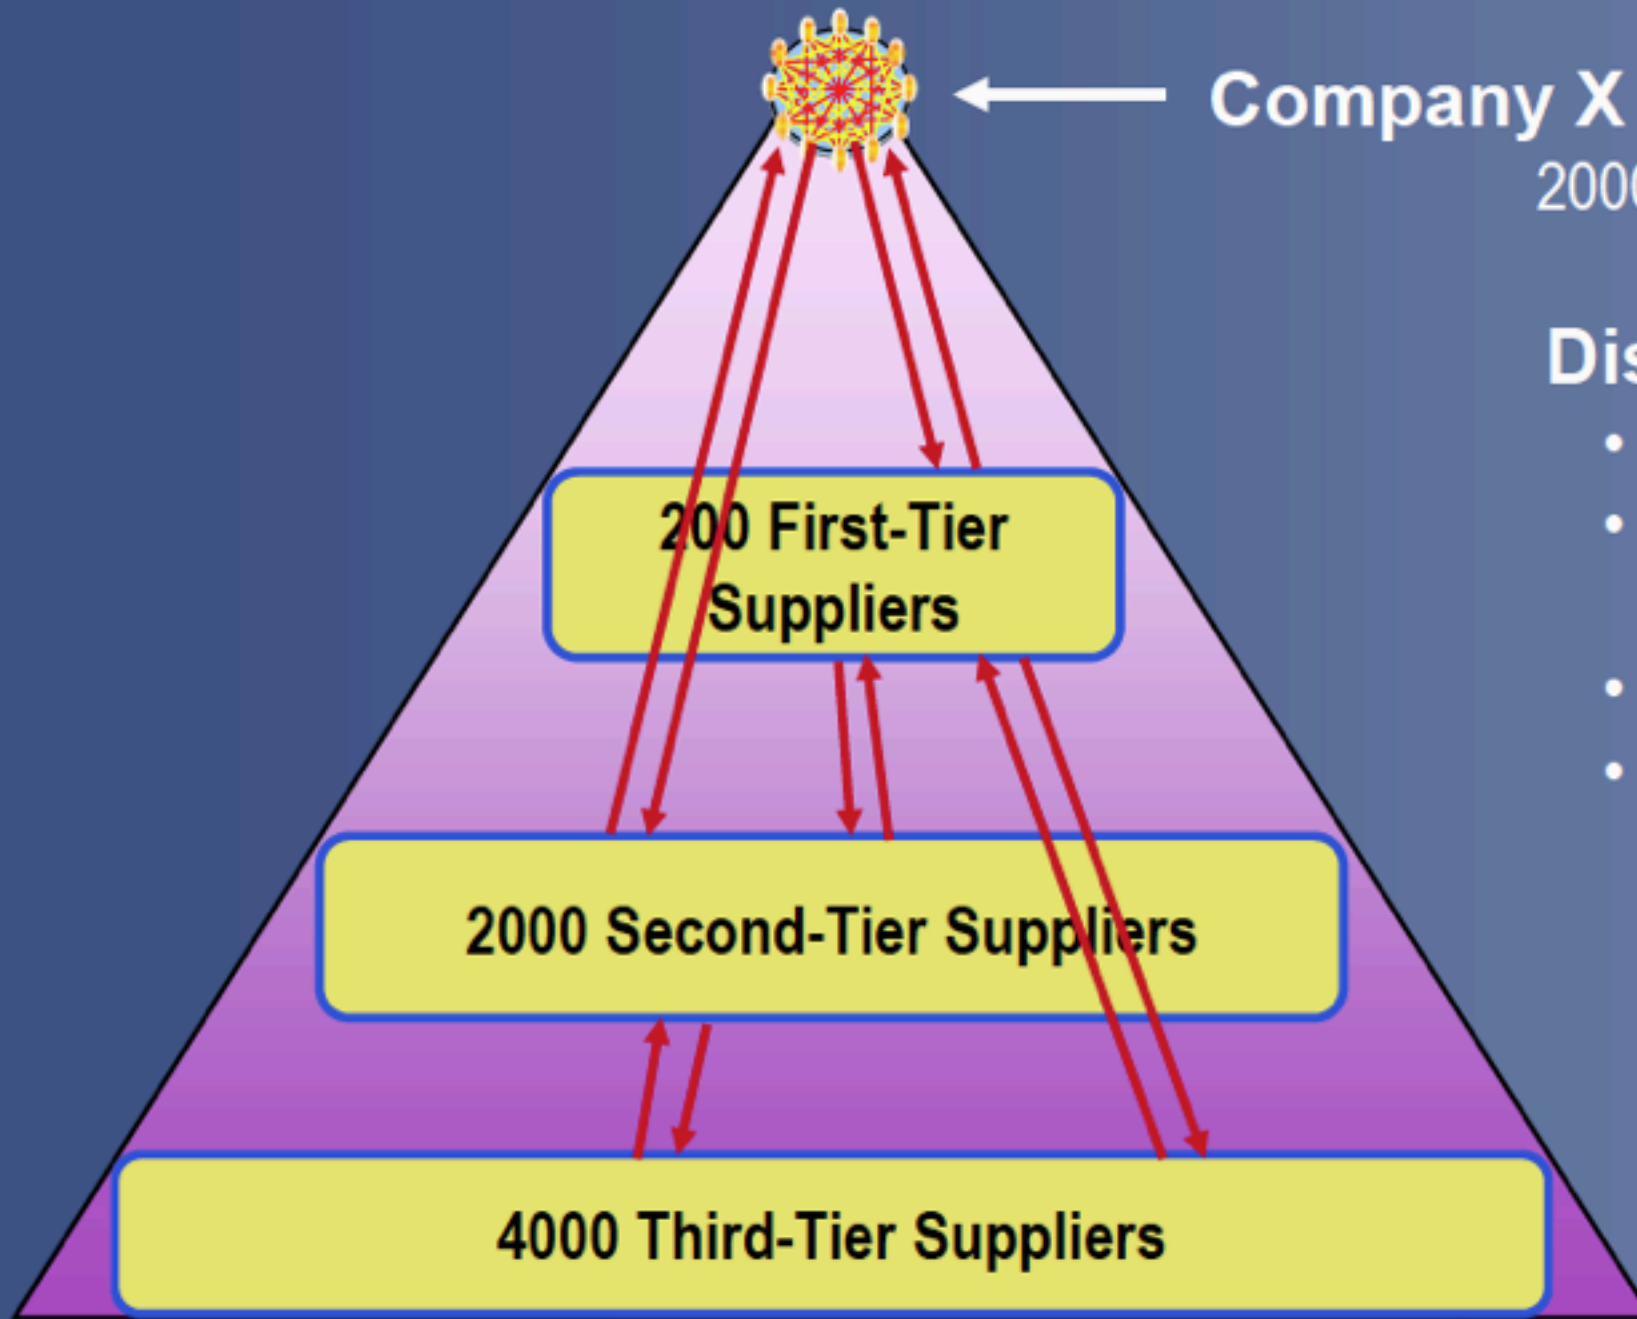 Company X
200 First-Tier
Suppliers
2000 Second-Tier Suppliers
4000 Third-Tier Suppliers